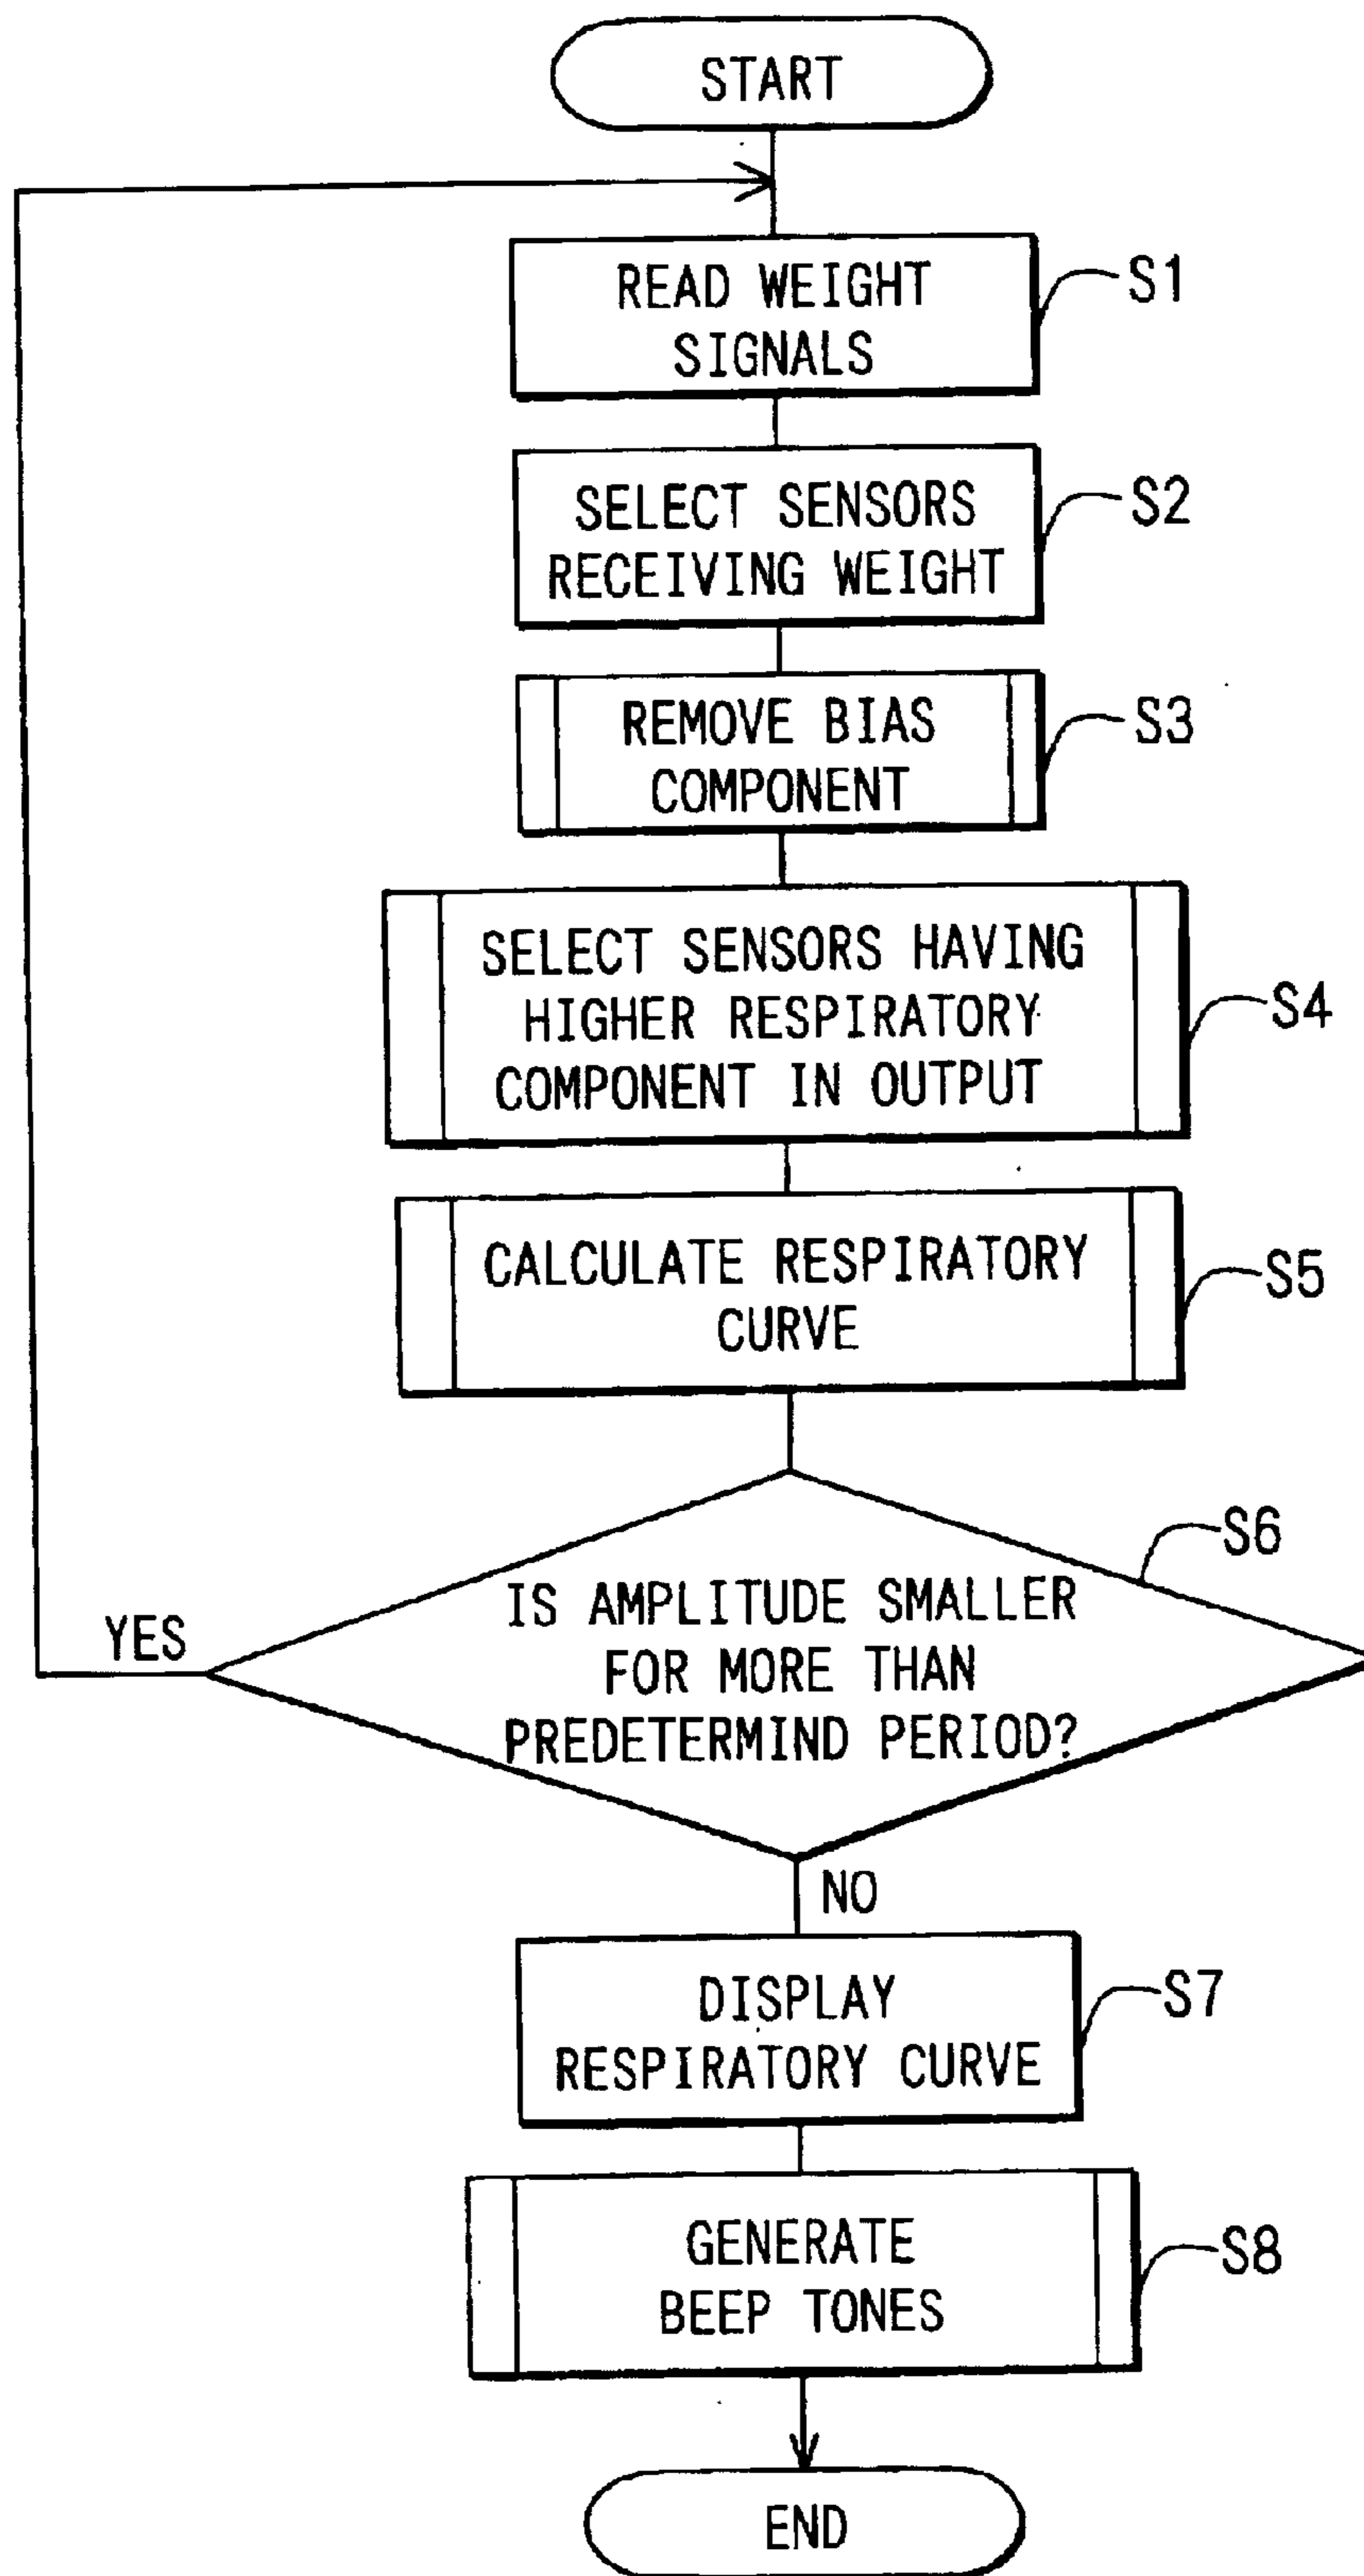 START
READ WEIGHT
SIGNALS
S1
SELECT SENSORS
RECEIVING WEIGHT
S2
REMOVE BIAS
COMPONENT
S3
SELECT SENSORS HAVING
HIGHER RESPIRATORY
COMPONENT IN OUTPUT
S4
CALCULATE RESPIRATORY
CURVE
S5
IS AMPLITUDE SMALLER
FOR MORE THAN
PREDETERMIND PERIOD?
S6
YES
NO
DISPLAY
RESPIRATORY CURVE
S7
GENERATE
BEEP TONES
S8
END